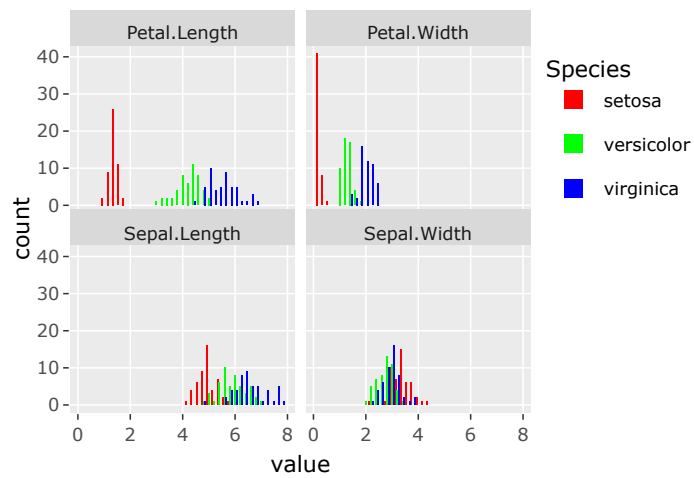 Petal.Length
Petal.Width
40
30
20
10
0
Sepal.Length
Sepal.Width
40
30
20
10
0
0
2
4
6
8
0
2
4
6
8
value
count
Species
setosa
versicolor
virginica